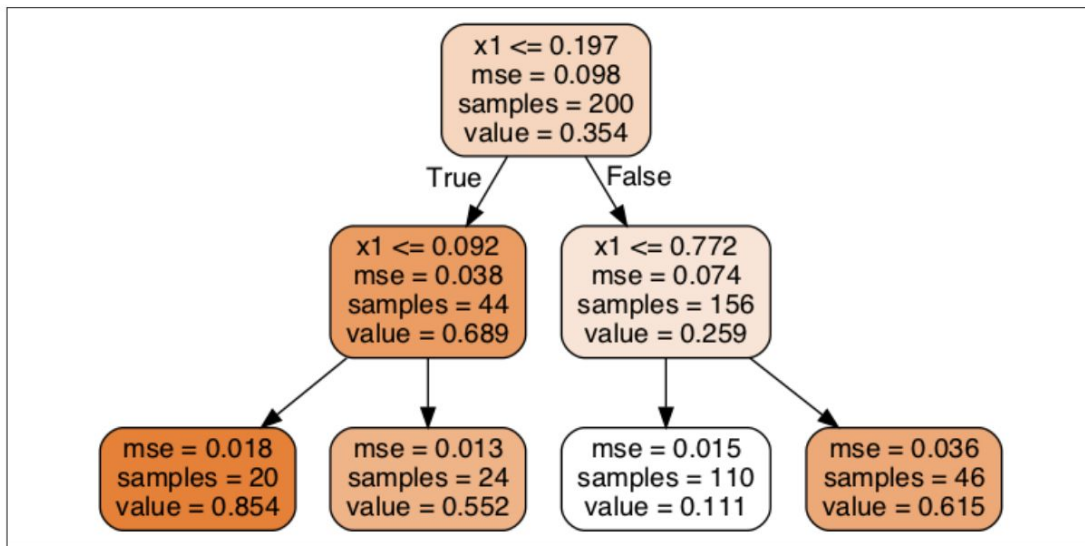 x1 <= 0.197
mse = 0.098
samples = 200
value = 0.354
True
False
x1 <= 0.092
mse = 0.038
samples = 44
value = 0.689
x1 <= 0.772
mse = 0.074
samples = 156
value = 0.259
mse = 0.018
samples = 20
value = 0.854
mse = 0.013
samples = 24
value = 0.552
mse = 0.015
samples = 110
value = 0.111
mse = 0.036
samples = 46
value = 0.615